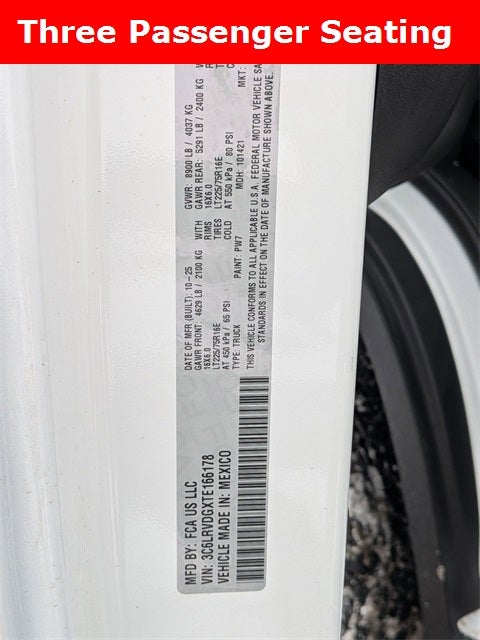 Three Passenger Seating
MFD BY: FCA US LLC
VIN: 3C6LRVDGXTE166178
VEHICLE MADE IN: MEXICO
DATE OF MFR (BUILT): 10-25 GVWR: 8900 LB / 4037 KG
GAWR FRONT: 4629 LB / 2100 KG WITH GAWR REAR: 5291 LB / 2400 KG
16X6.0 RIMS 16X6.0
LT225/75R16E TIRES LT225/75R16E
AT 450 kPa / 65 PSI COLD AT 550 kPa / 80 PSI
TYPE: TRUCK PAINT: PW7 MDH: 101421 MKT:
THIS VEHICLE CONFORMS TO ALL APPLICABLE U.S.A. FEDERAL MOTOR VEHICLE
STANDARDS IN EFFECT ON THE DATE OF MANUFACTURE SHOWN ABOVE.